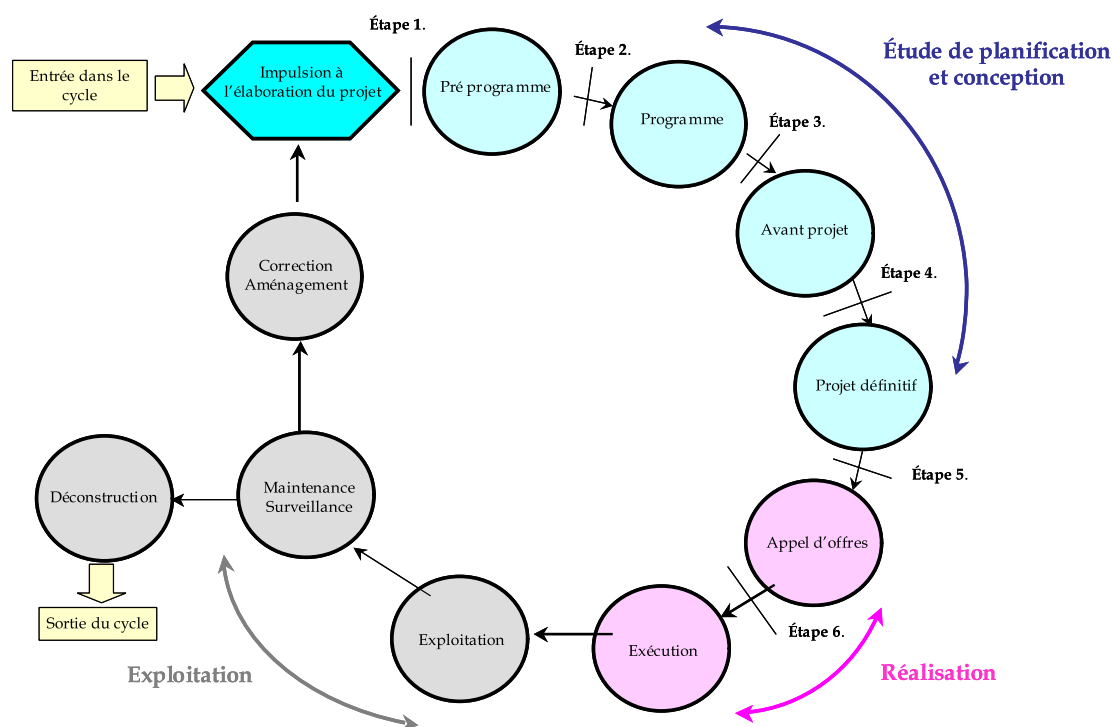 Étape 1.
Entrée dans le
cycle
Impulsion à
l'élaboration du projet
Pré programme
Étape 2.
Programme
Étude de planification
et conception
Étape 3.
Avant projet
Étape 4.
Projet définitif
Étape 5.
Appel d'offres
Étape 6.
Exécution
Réalisation
Exploitation
Exploitation
Maintenance
Surveillance
Déconstruction
Sortie du cycle
Correction
Aménagement